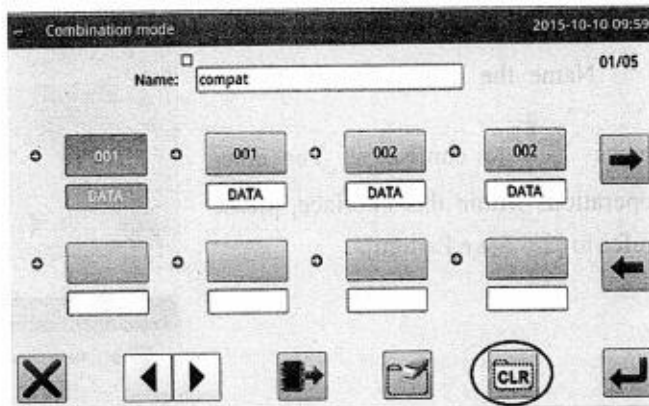 Combination mode 2015-10-10 09:59
01/05
Name: compat
001 001 002 002
DATA DATA DATA DATA
CLR